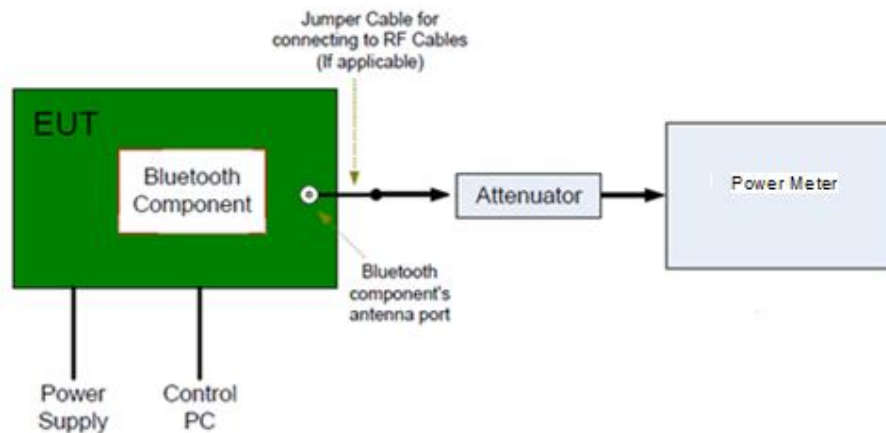 Jumper Cable for
connecting to RF Cables
(If applicable)
EUT
Bluetooth
Component
Attenuator
Power Meter
Bluetooth
component's
antenna port
Power
Supply
Control
PC